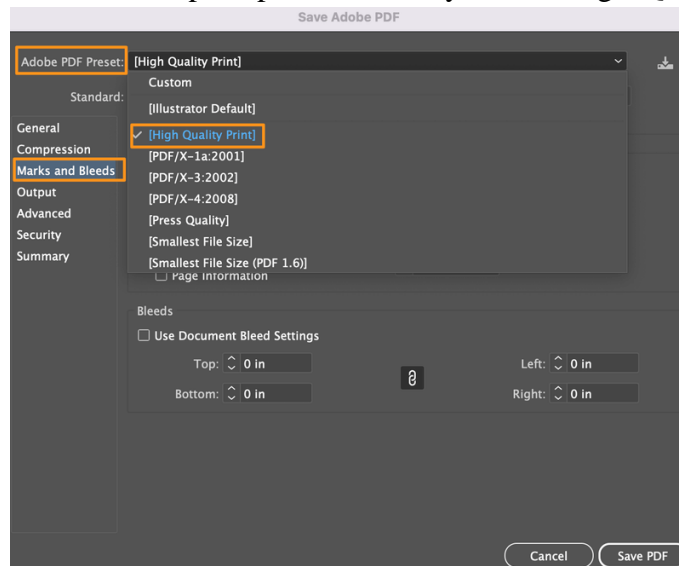 Save Adobe PDF
Adobe PDF Preset: [High Quality Print]
Custom
Standard:
[Illustrator Default]
General
✓ [High Quality Print]
Compression
[PDF/X-1a:2001]
Marks and Bleeds
[PDF/X-3:2002]
Output
[PDF/X-4:2008]
Advanced
[Press Quality]
Security
[Smallest File Size]
Summary
[Smallest File Size (PDF 1.6)]
Page Information
Bleeds
Use Document Bleed Settings
Top: 0 in
Left: 0 in
Bottom: 0 in
Right: 0 in
Cancel
Save PDF